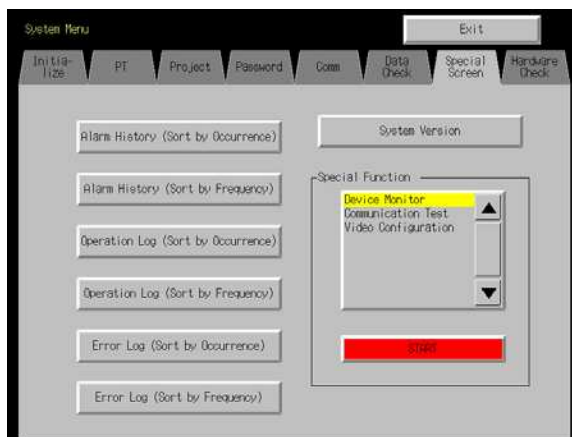 System Menu
Exit
Initia-
lize
PT
Project
Password
Comm
Data
Check
Special
Screen
Hardware
Check
Alarm History (Sort by Occurrence)
System Version
Alarm History (Sort by Frequency)
Special Function
Device Monitor
Communication Test
Video Configuration
Operation Log (Sort by Occurrence)
Operation Log (Sort by Frequency)
Error Log (Sort by Occurrence)
START
Error Log (Sort by Frequency)